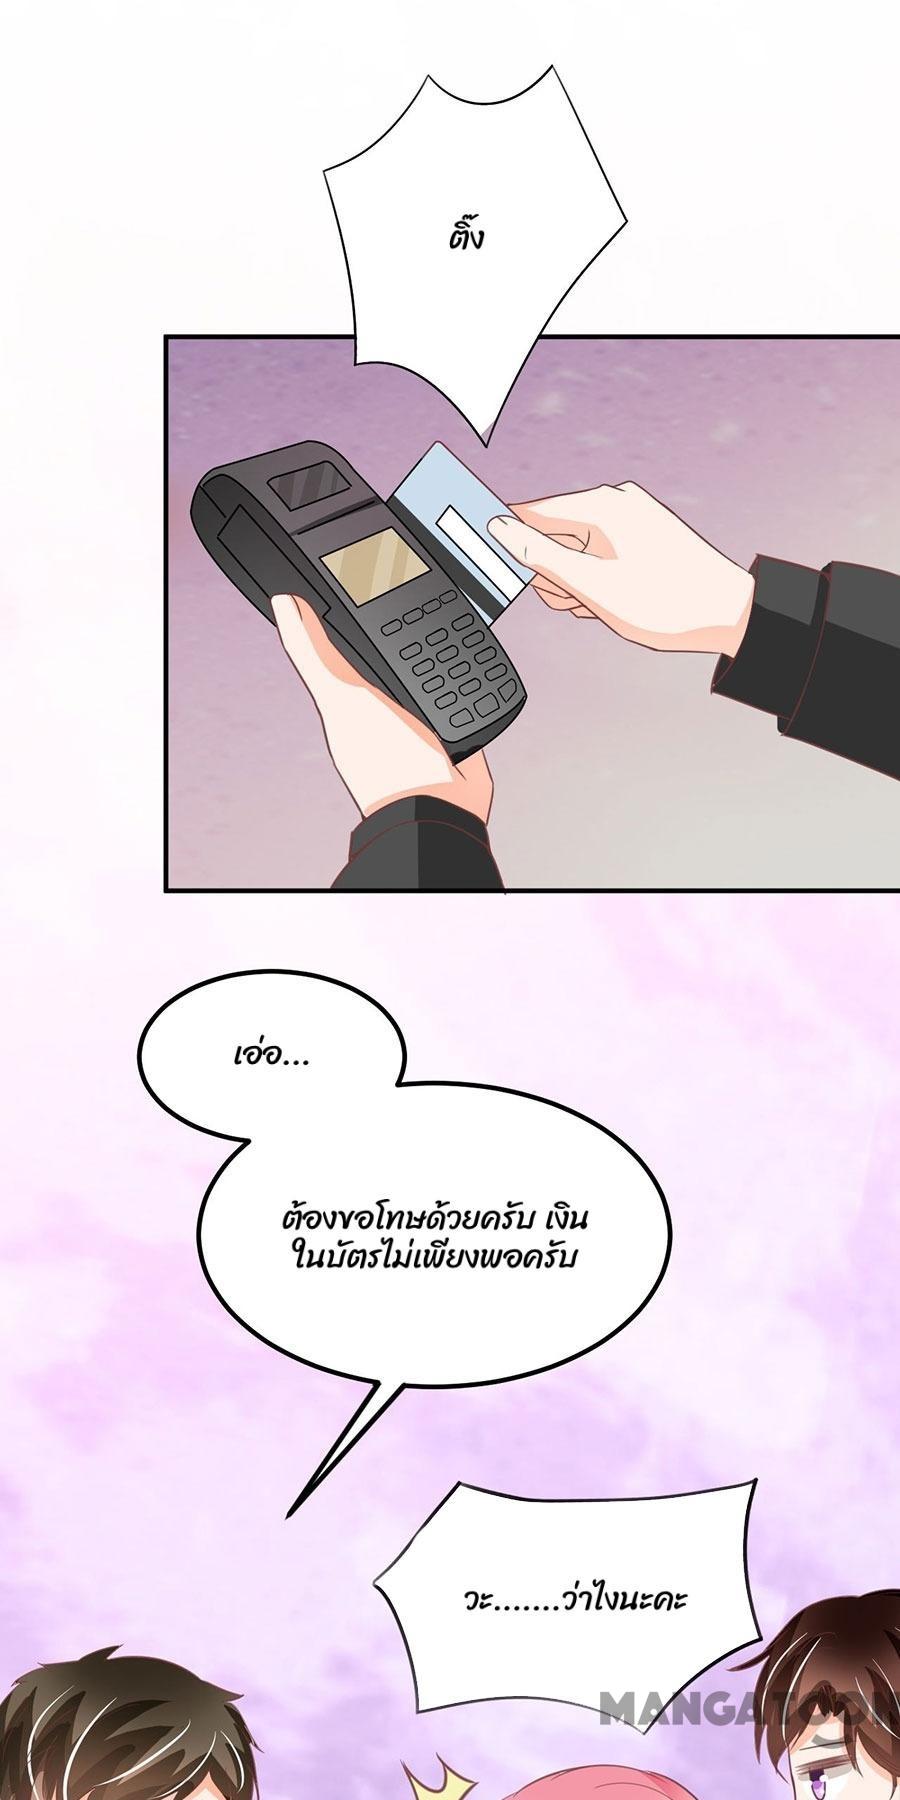 ติ๊ง
เอ่อ...
ต้องขอโทษด้วยครับ เงิน
ในบัตรไม่เพียงพอครับ
วะ.......ว่าไงนะคะ
MANGATOON